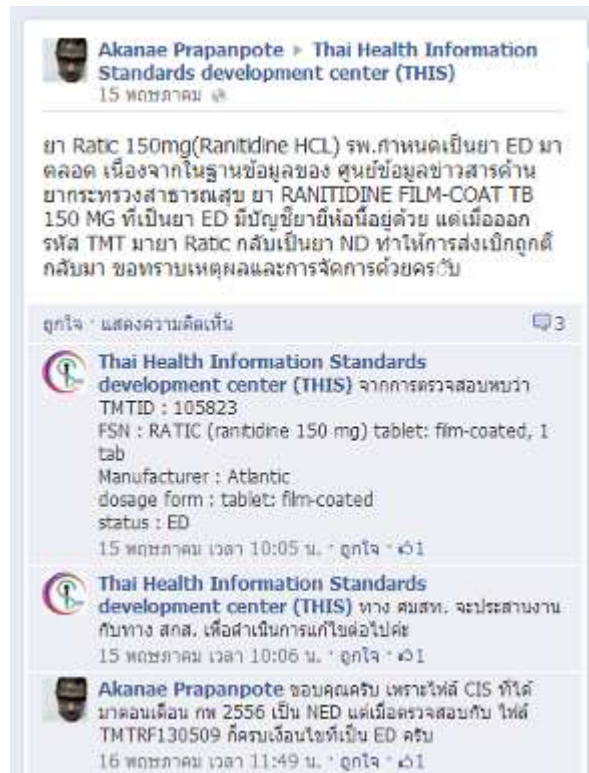 Akanae Prapanpote ▸ Thai Health Information
Standards development center (THIS)
15 พฤษภาคม
ยา Ratic 150mg(Ranitidine HCL) รพ.กำหนดเป็นยา ED มา
ตลอด เนื่องจากในฐานข้อมูลของ ศูนย์ข้อมูลข่าวสารด้าน
ยากระทรวงสาธารณสุข ยา RANITIDINE FILM-COAT TB
150 MG ที่เป็นยา ED มีบัญชียายี่ห้อนี้อยู่ด้วย แต่เมื่อออก
รหัส TMT มายา Ratic กลับเป็นยา ND ทำให้การส่งเบิกถูกตี
กลับมา ขอทราบเหตุผลและการจัดการด้วยครับ
ถูกใจ · แสดงความคิดเห็น 3
Thai Health Information Standards
development center (THIS) จากการตรวจสอบพบว่า
TMTID : 105823
FSN : RATIC (ranitidine 150 mg) tablet: film-coated, 1
tab
Manufacturer : Atlantic
dosage form : tablet: film-coated
status : ED
15 พฤษภาคม เวลา 10:05 น. · ถูกใจ · 1
Thai Health Information Standards
development center (THIS) ทาง ศมสท. จะประสานงาน
กับทาง สกส. เพื่อดำเนินการแก้ไขต่อไปค่ะ
15 พฤษภาคม เวลา 10:06 น. · ถูกใจ · 1
Akanae Prapanpote ขอบคุณครับ เพราะไฟล์ CIS ที่ได้
มาตอนเดือน กพ 2556 เป็น NED แต่เมื่อตรวจสอบกับ ไฟล์
TMTRF130509 ก็ครบเงื่อนไขที่เป็น ED ครับ
16 พฤษภาคม เวลา 11:49 น. · ถูกใจ · 1